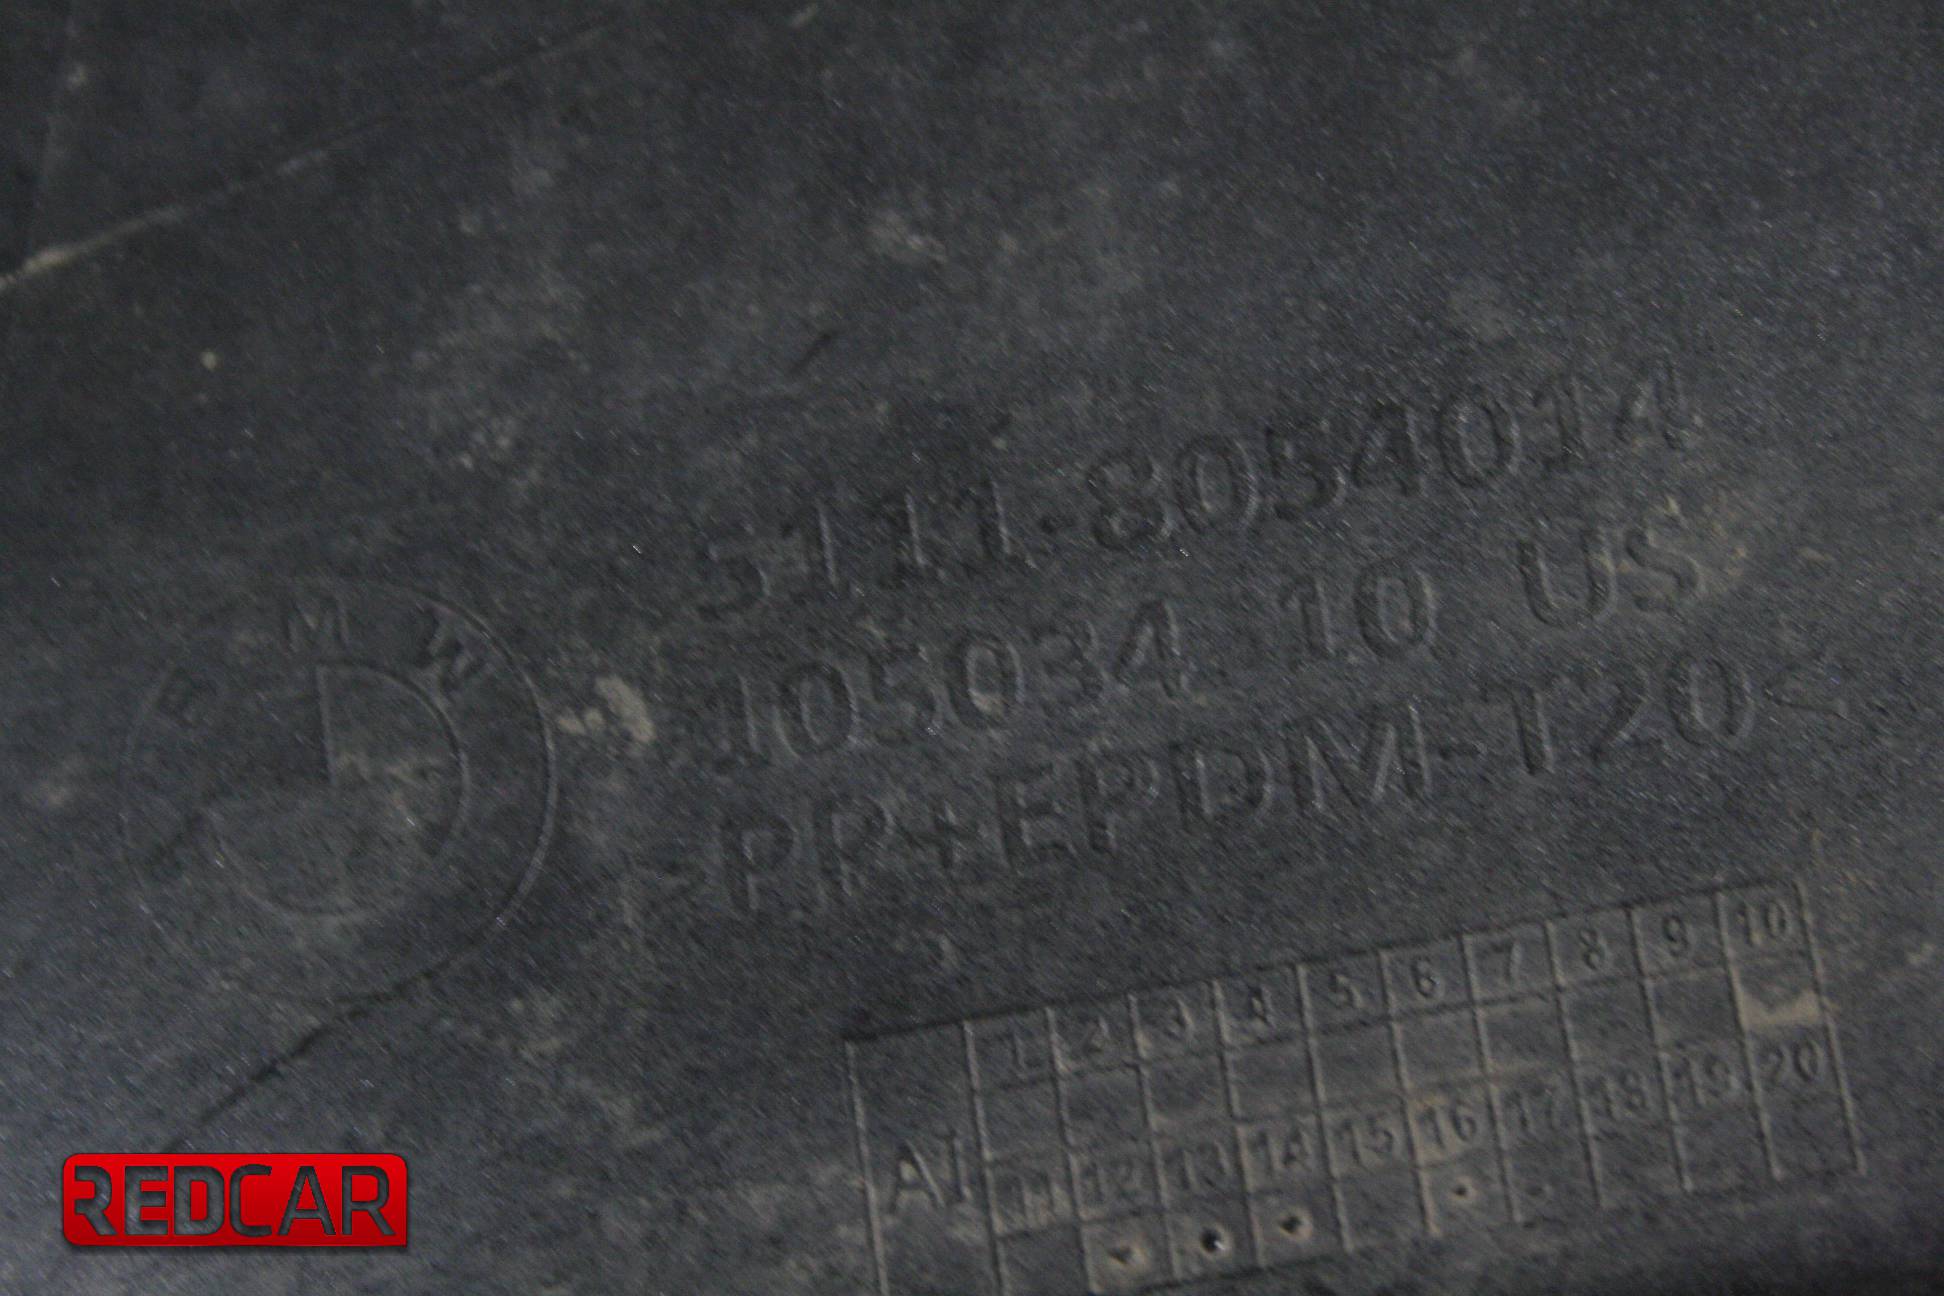 BMW
5111-8054014
105034 10 US
>PP+EPDM-T20<
1 2 3 4 5 6 7 8 9 10
AI
11 12 13 14 15 16 17 18 19 20
REDCAR